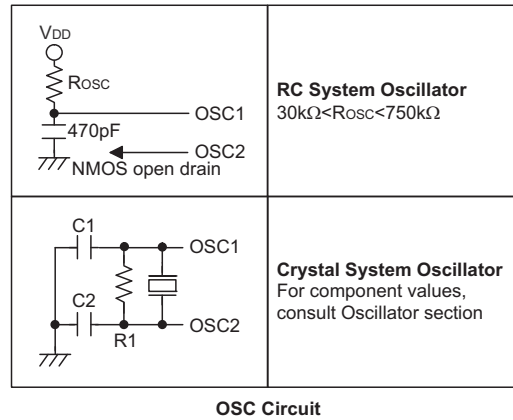 VDD
ROSC
OSC1
470pF
OSC2
NMOS open drain
RC System Oscillator
30kΩ<ROSC<750kΩ
C1
OSC1
C2
OSC2
R1
Crystal System Oscillator
For component values,
consult Oscillator section
OSC Circuit